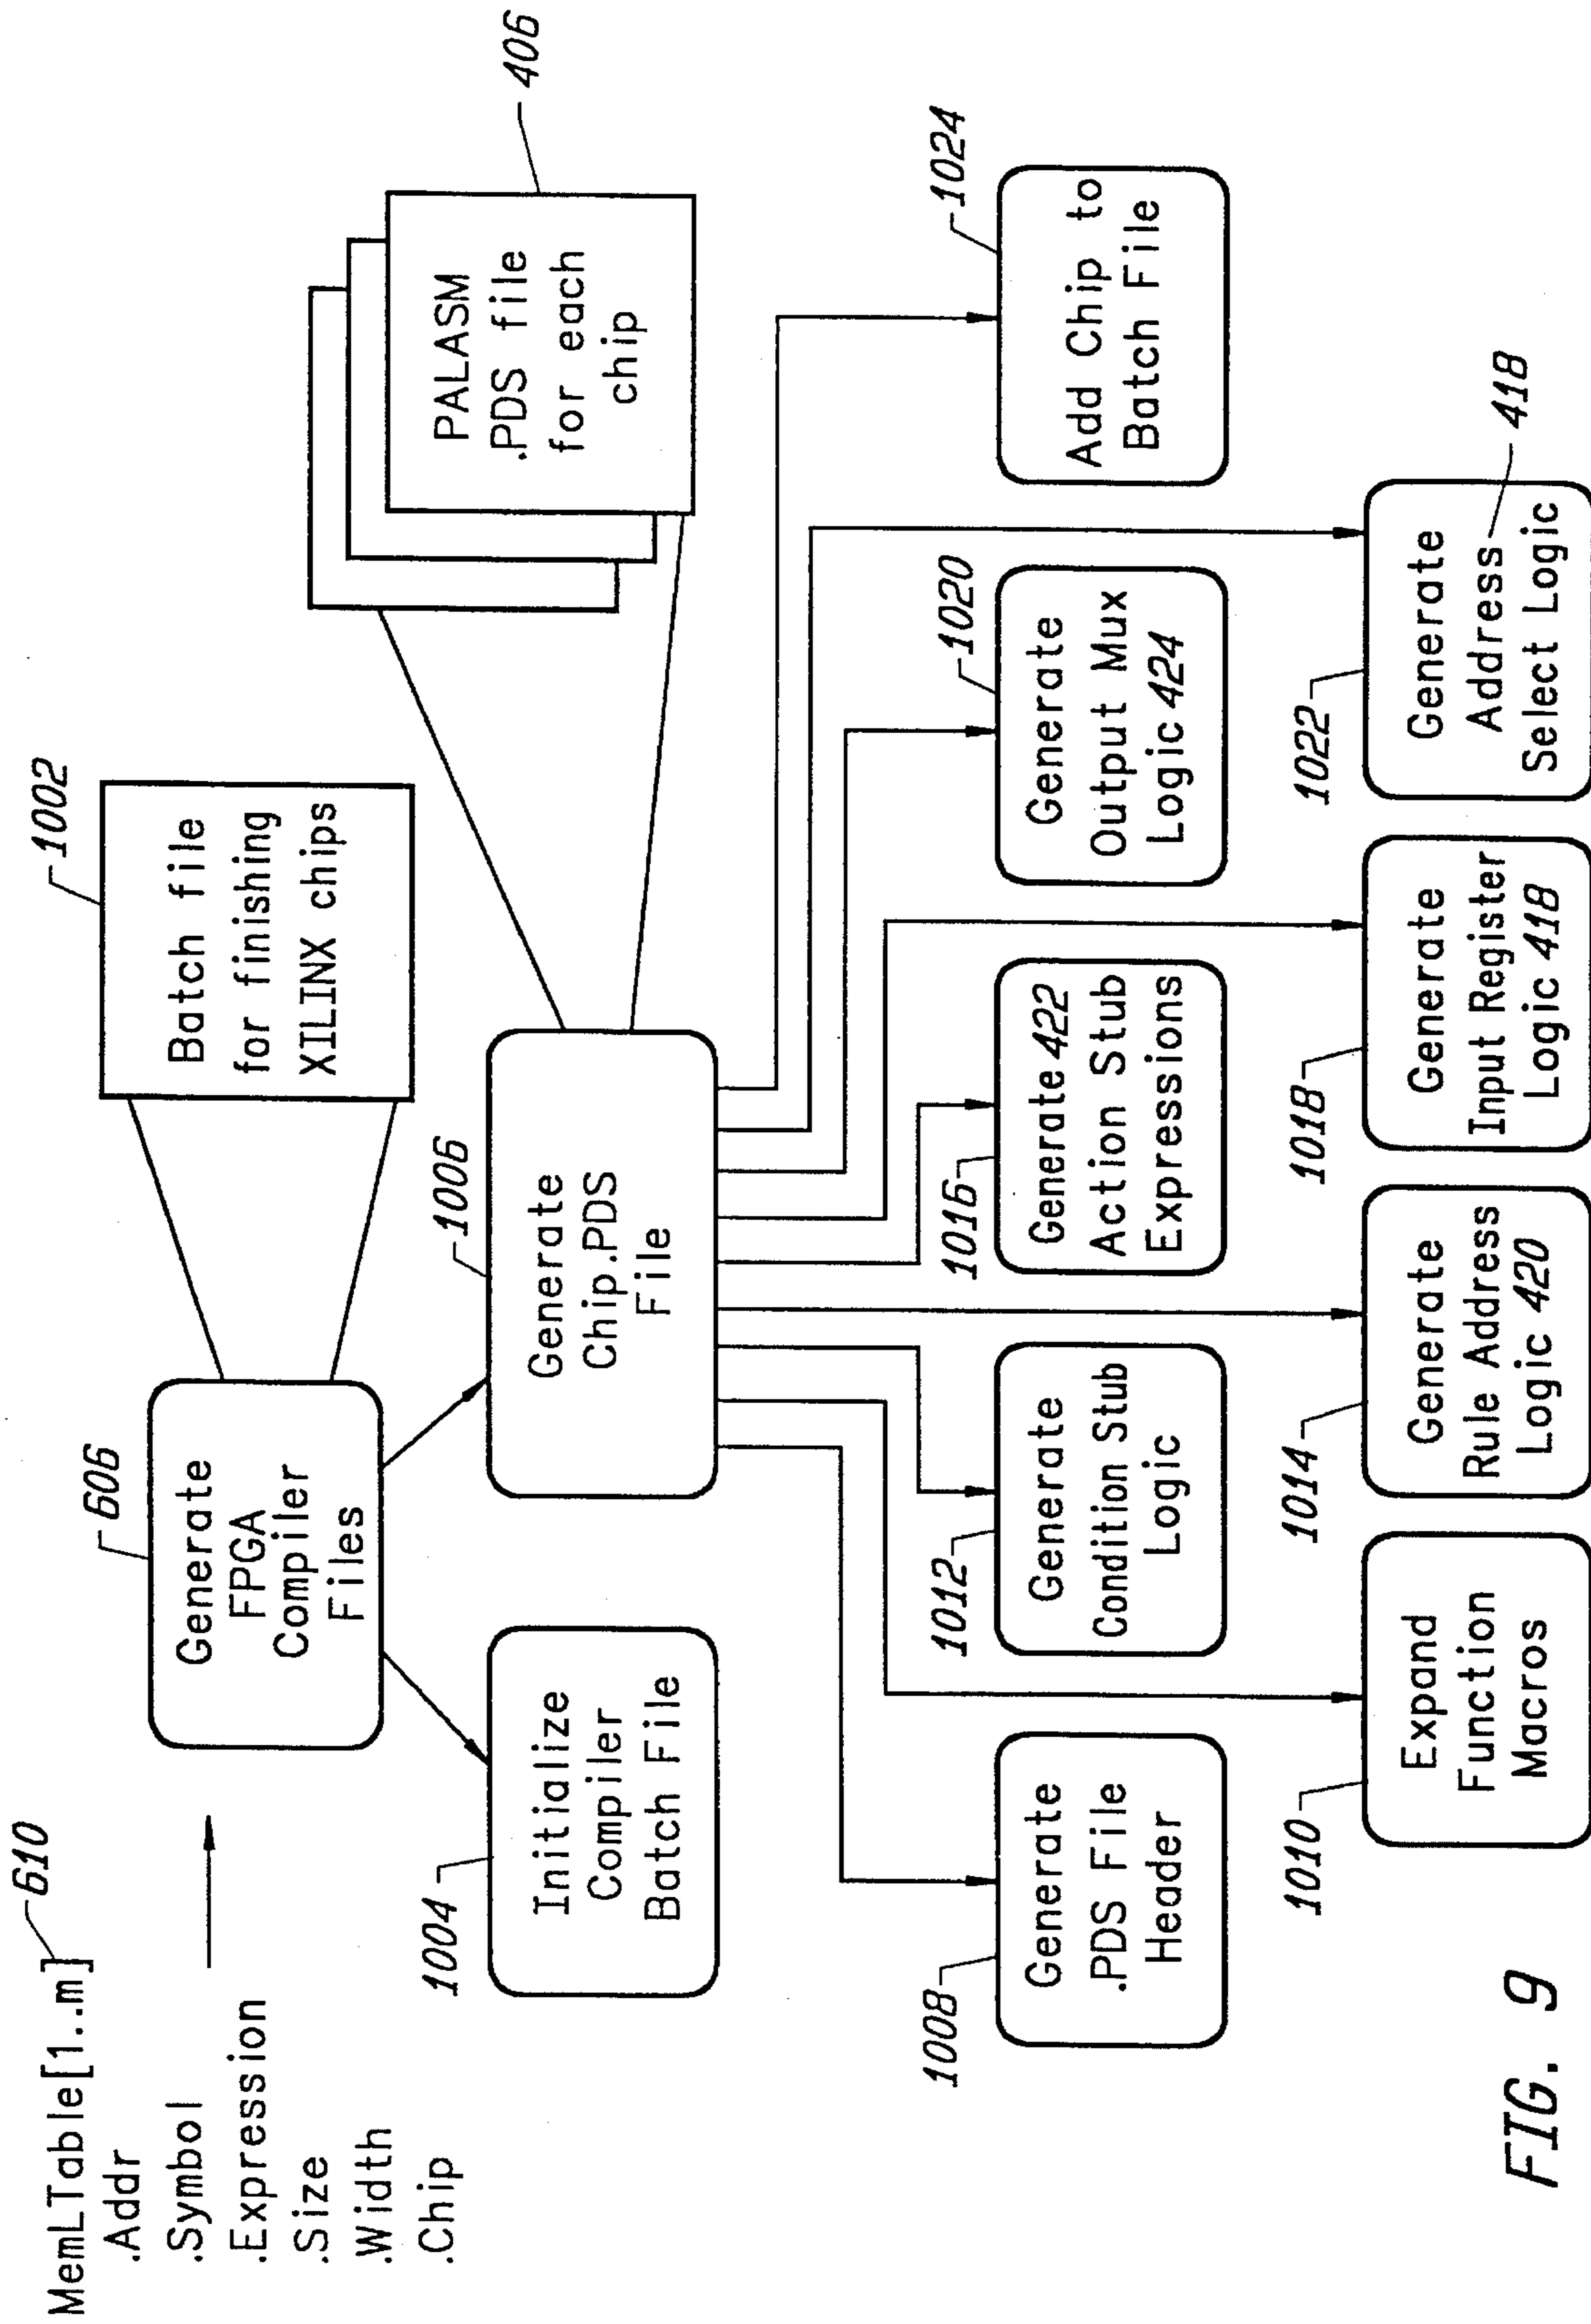 MemLTable[1..m]
610
.Addr
.Symbol
.Expression
.Size
.Width
.Chip
606
Generate
FPGA
Compiler
Files
1002
Batch file
for finishing
XILINX chips
1004
Initialize
Compiler
Batch File
1006
Generate
Chip.PDS
File
406
PALASM
.PDS file
for each
chip
1008
Generate
.PDS File
Header
1012
Generate
Condition Stub
Logic
1016
Generate 422
Action Stub
Expressions
1020
Generate
Output Mux
Logic 424
1024
Add Chip to
Batch File
1010
Expand
Function
Macros
1014
Generate
Rule Address
Logic 420
1018
Generate
Input Register
Logic 418
1022
Generate
Address
418
Select Logic
FIG. 9